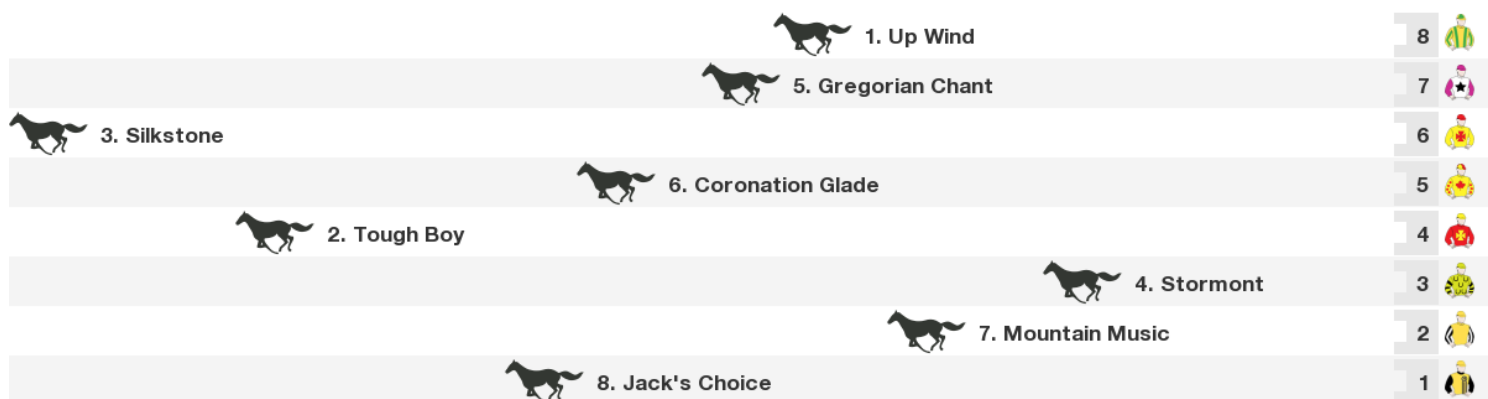 1. Up Wind 8
5. Gregorian Chant 7
3. Silkstone 6
6. Coronation Glade 5
2. Tough Boy 4
4. Stormont 3
7. Mountain Music 2
8. Jack's Choice 1